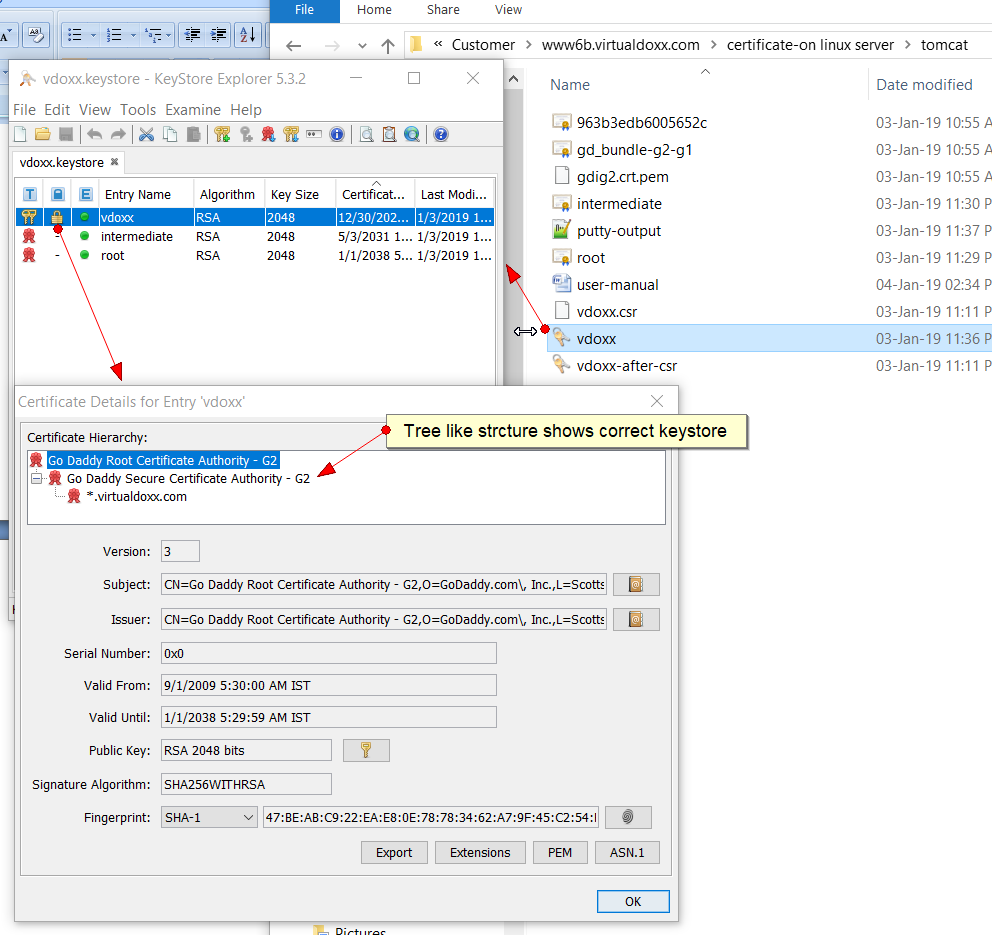 File Home Share View
« Customer > www6b.virtualdoxx.com > certificate-on linux server > tomcat
vdoxx.keystore - KeyStore Explorer 5.3.2
File Edit View Tools Examine Help
vdoxx.keystore
T E Entry Name Algorithm Key Size Certificat... Last Modi...
vdoxx RSA 2048 12/30/202... 1/3/2019 1...
intermediate RSA 2048 5/3/2031 1... 1/3/2019 1...
- root RSA 2048 1/1/2038 5... 1/3/2019 1...
Name Date modified
963b3edb6005652c 03-Jan-19 10:55 A
gd_bundle-g2-g1 03-Jan-19 10:55 A
gdig2.crt.pem 03-Jan-19 10:55 A
intermediate 03-Jan-19 11:30 P
putty-output 03-Jan-19 11:37 P
root 03-Jan-19 11:29 P
user-manual 04-Jan-19 02:34 P
vdoxx.csr 03-Jan-19 11:11 P
vdoxx 03-Jan-19 11:36 P
vdoxx-after-csr 03-Jan-19 11:11 P
Certificate Details for Entry 'vdoxx'
Tree like strcture shows correct keystore
Certificate Hierarchy:
Go Daddy Root Certificate Authority - G2
Go Daddy Secure Certificate Authority - G2
*.virtualdoxx.com
Version: 3
Subject: CN=Go Daddy Root Certificate Authority - G2,O=GoDaddy.com\, Inc.,L=Scotts
Issuer: CN=Go Daddy Root Certificate Authority - G2,O=GoDaddy.com\, Inc.,L=Scotts
Serial Number: 0x0
Valid From: 9/1/2009 5:30:00 AM IST
Valid Until: 1/1/2038 5:29:59 AM IST
Public Key: RSA 2048 bits
Signature Algorithm: SHA256WITHRSA
Fingerprint: SHA-1 47:BE:AB:C9:22:EA:E8:0E:78:78:34:62:A7:9F:45:C2:54:
Export Extensions PEM ASN.1
OK
Pictures